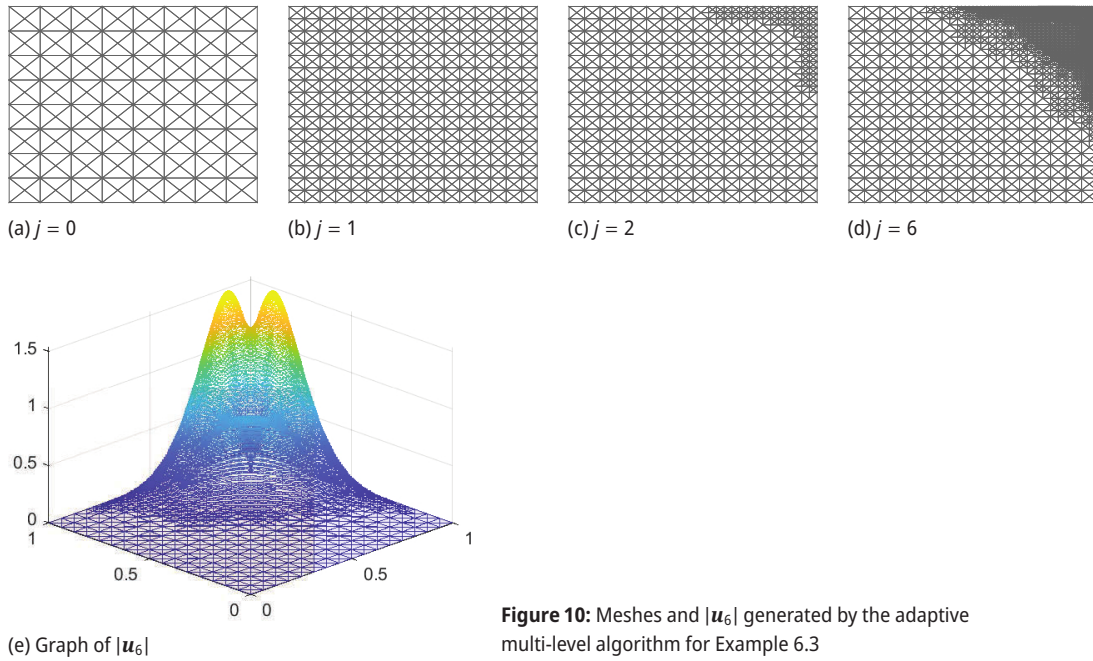 (a) j = 0
(b) j = 1
(c) j = 2
(d) j = 6
1.5
1
0.5
0
1
0.5
0
0
0.5
1
(e) Graph of |u₆|
Figure 10: Meshes and |u₆| generated by the adaptive
multi-level algorithm for Example 6.3